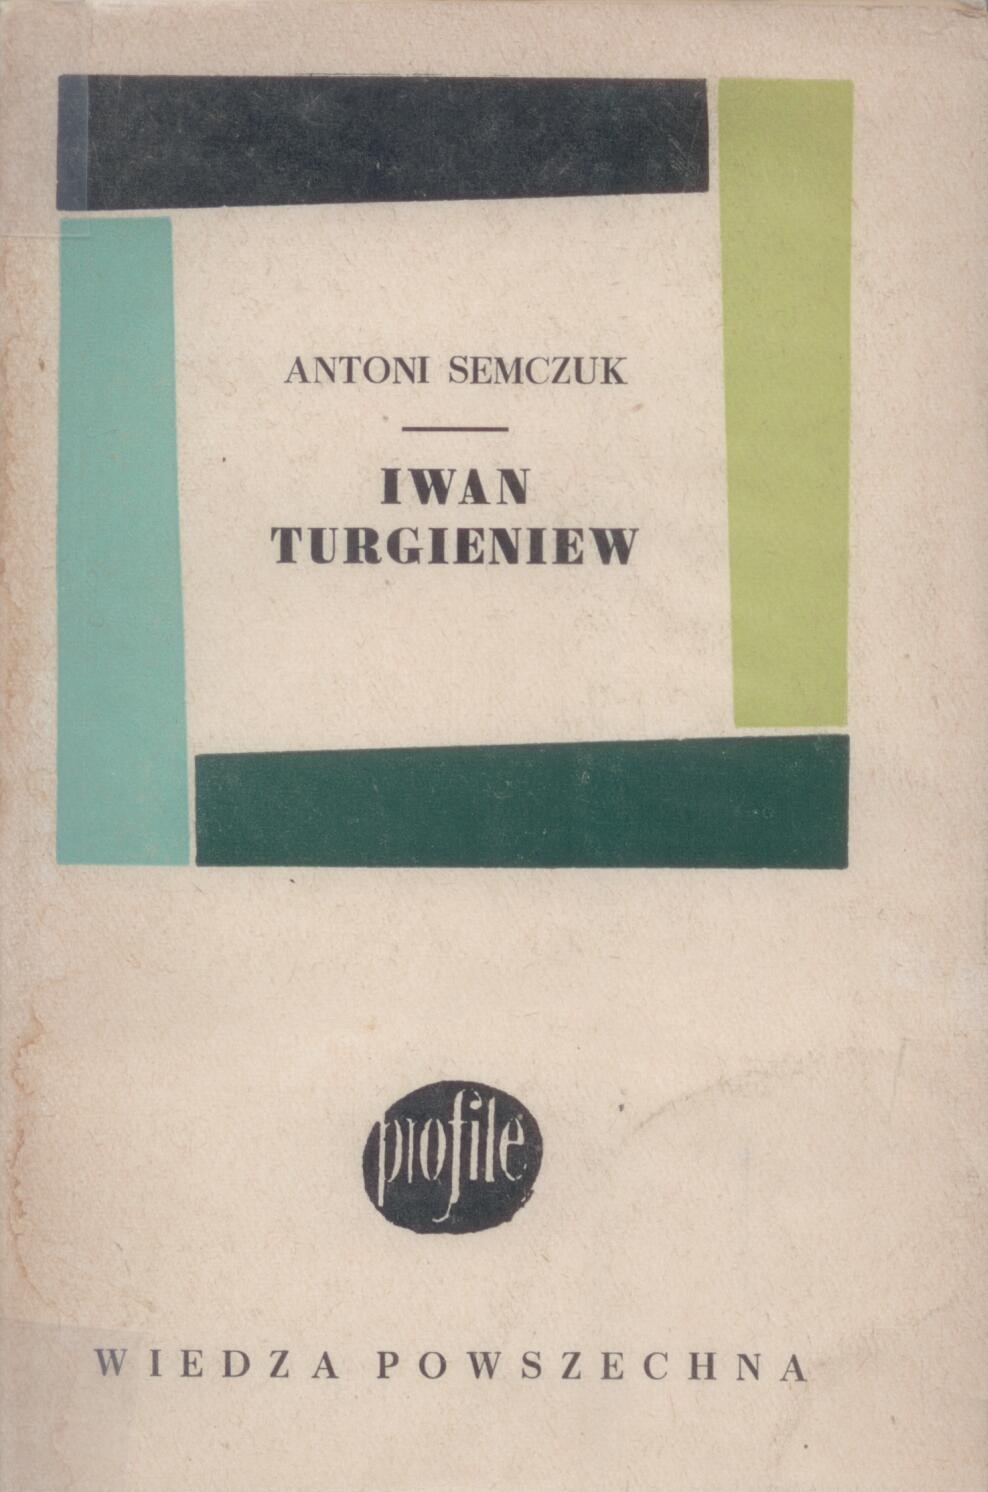 ANTONI SEMCZUK
IWAN
TURGIENIEW
profile
WIEDZA POWSZECHNA